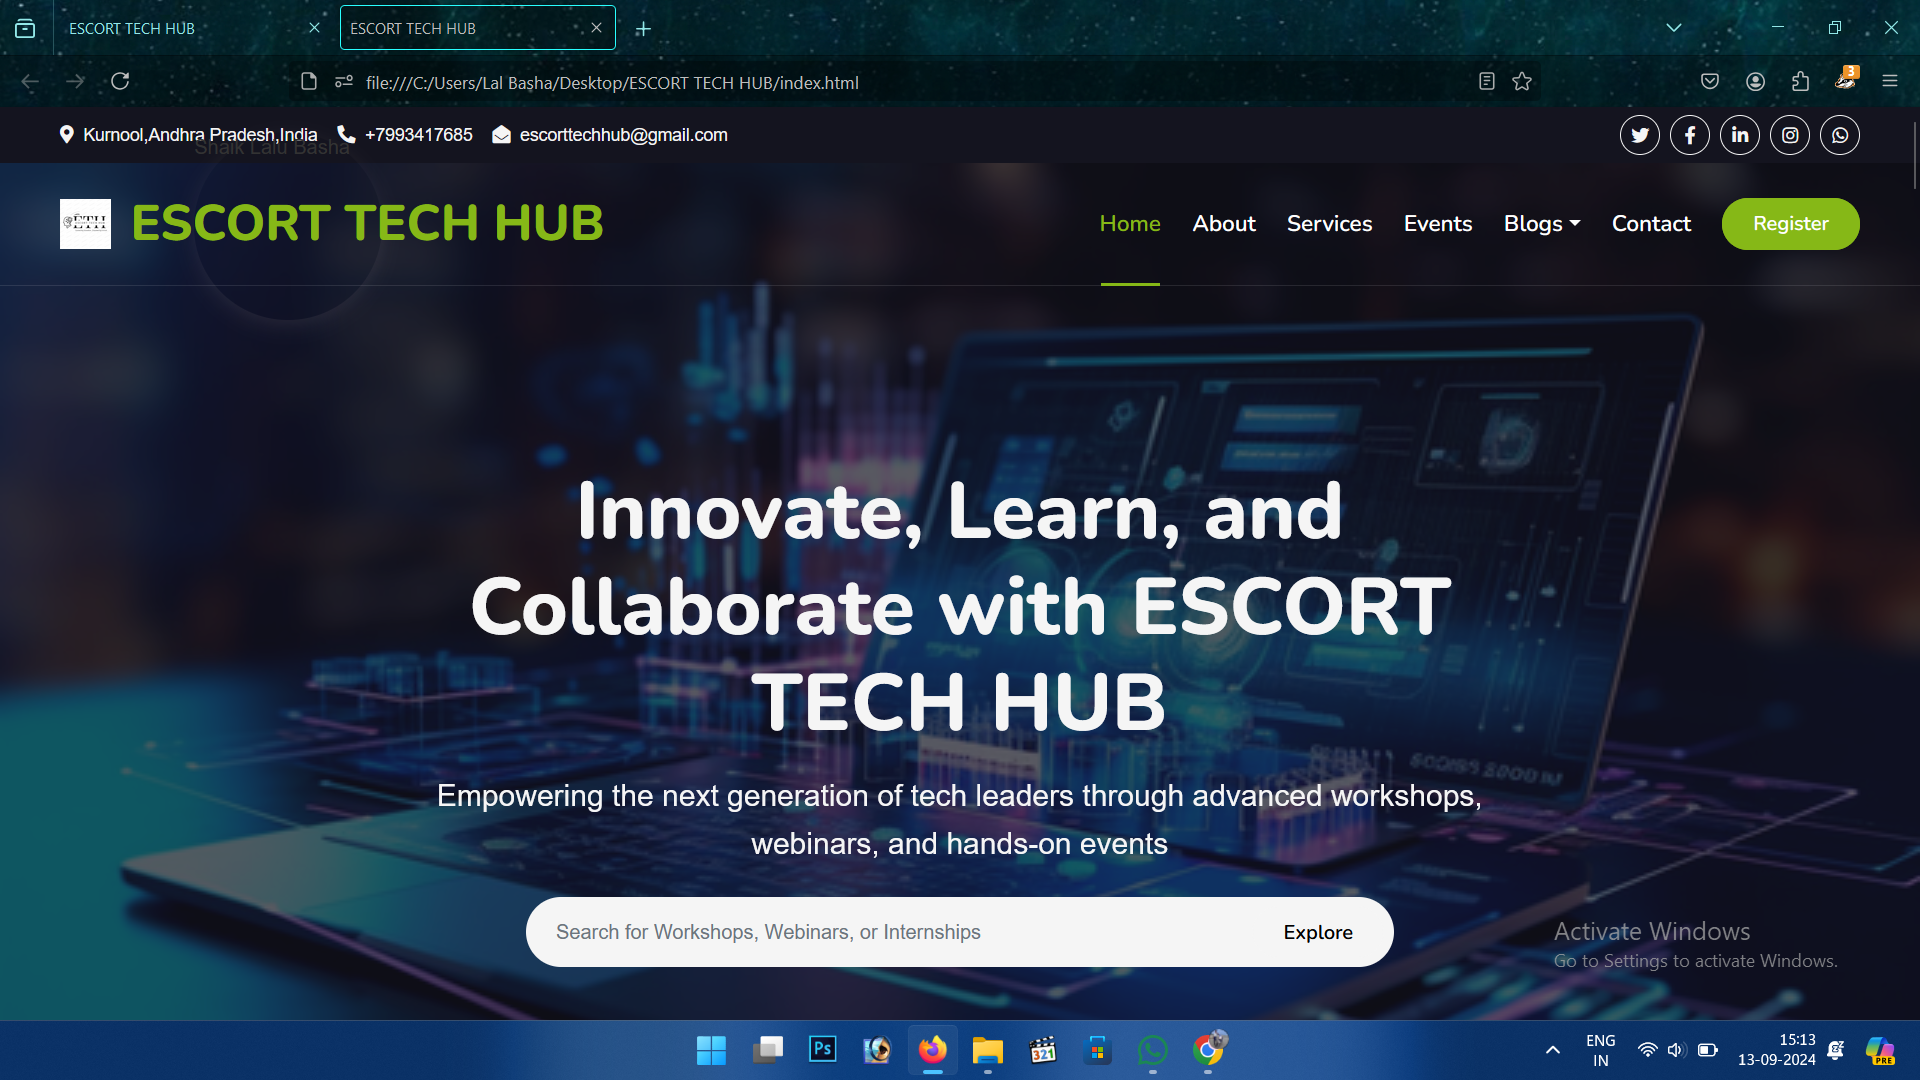 ESCORT TECH HUB
ESCORT TECH HUB
file:///C:/Users/Lal Basha/Desktop/ESCORT TECH HUB/index.html
3
Kurnool,Andhra Pradesh,India +7993417685 escorttechhub@gmail.com
Shaik Lalu Basha
ETH
ESCORT TECH HUB
Home About Services Events Blogs Contact Register
Innovate, Learn, and
Collaborate with ESCORT
TECH HUB
Empowering the next generation of tech leaders through advanced workshops,
webinars, and hands-on events
Search for Workshops, Webinars, or Internships Explore
Activate Windows
Go to Settings to activate Windows.
Ps
321
ENG
IN
15:13
13-09-2024
PRE